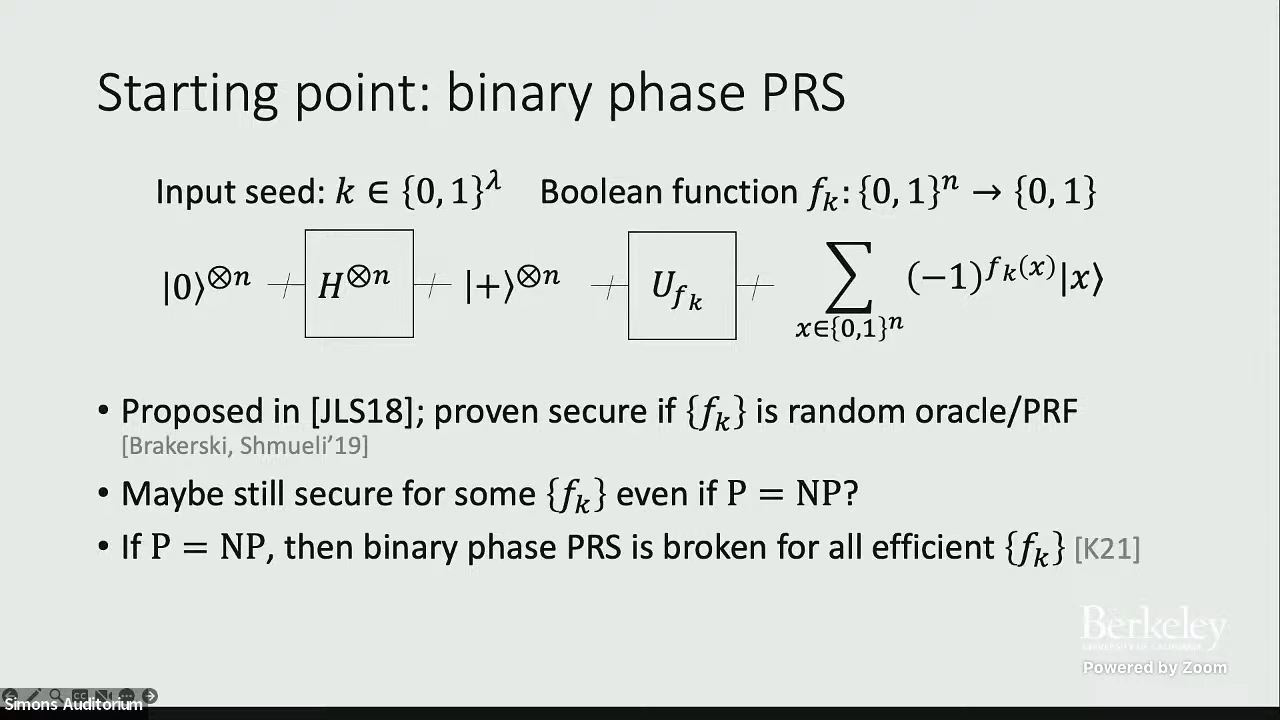 Starting point: binary phase PRS
Input seed: k ∈ {0, 1}^λ Boolean function f_k: {0, 1}^n → {0, 1}
|0⟩^⊗n H^⊗n |+⟩^⊗n U_{f_k} ∑_{x∈{0,1}^n} (−1)^{f_k(x)}|x⟩
• Proposed in [JLS18]; proven secure if {f_k} is random oracle/PRF
[Brakerski, Shmueli’19]
• Maybe still secure for some {f_k} even if P = NP?
• If P = NP, then binary phase PRS is broken for all efficient {f_k} [K21]
Berkeley
UNIVERSITY OF CALIFORNIA
Powered by Zoom
Simons Auditorium